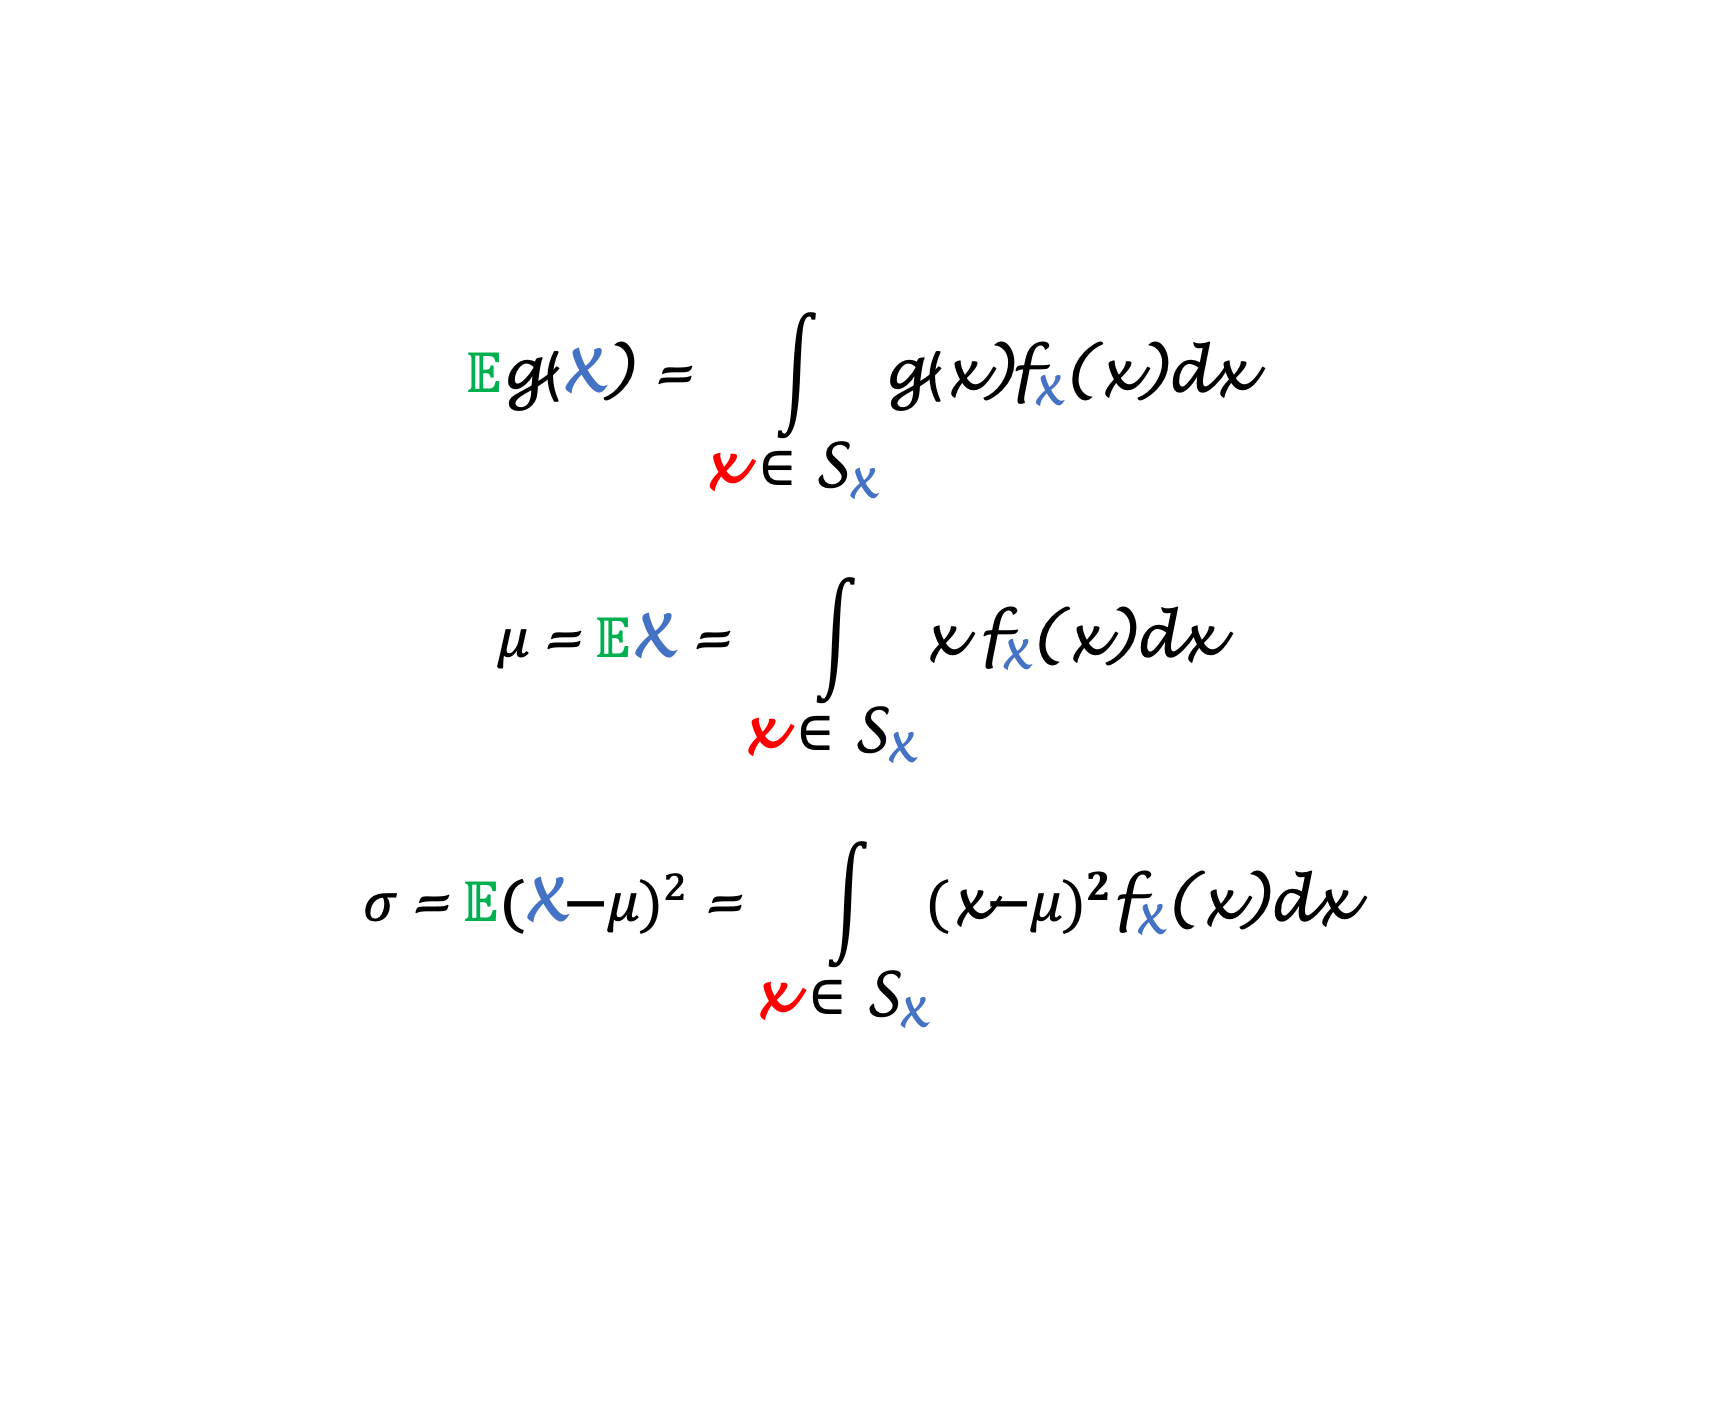 𝔼g(X) = ∫ g(x)f_X(x)dx
x ∈ S_X
μ = 𝔼X = ∫ x f_X(x)dx
x ∈ S_X
σ = 𝔼(X−μ)² = ∫ (x−μ)²f_X(x)dx
x ∈ S_X